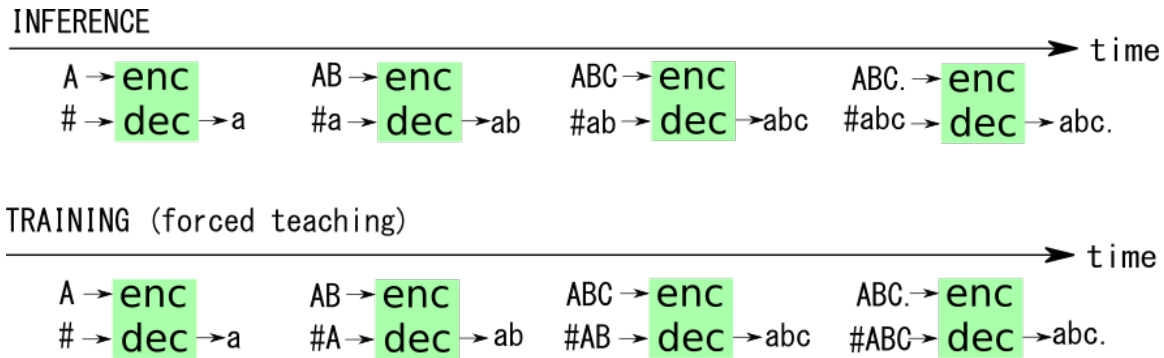 INFERENCE
time
A enc AB enc ABC enc ABC. enc
# dec a #a dec ab #ab dec abc #abc dec abc.
TRAINING (forced teaching)
time
A enc AB enc ABC enc ABC. enc
# dec a #A dec ab #AB dec abc #ABC dec abc.